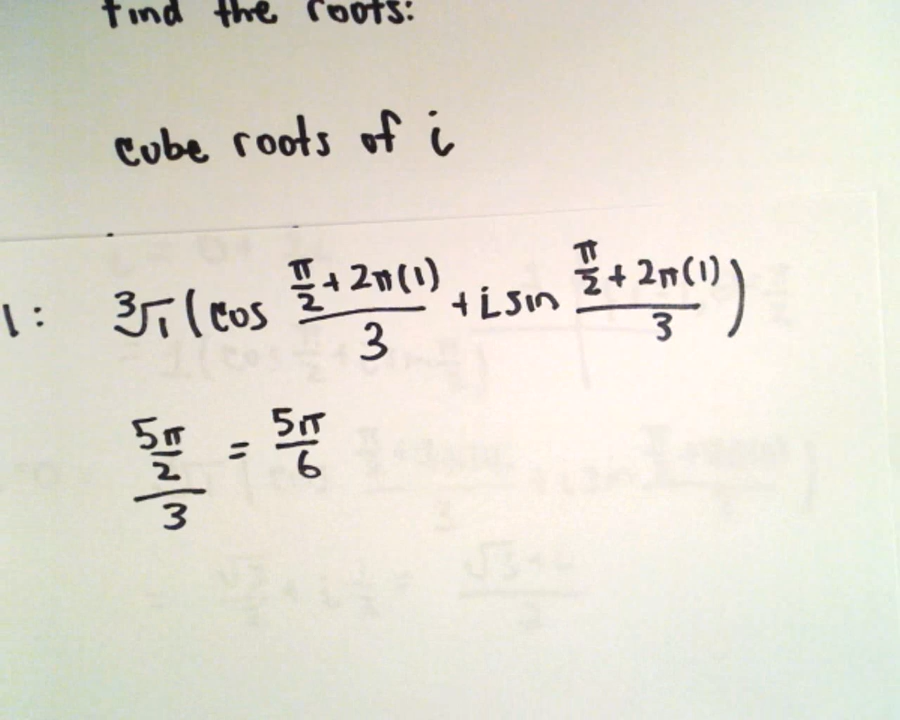 find the roots:
cube roots of i
1: ∛1 (cos (π/2 + 2π(1))/3 + i sin (π/2 + 2π(1))/3)
(5π/2)/3 = 5π/6